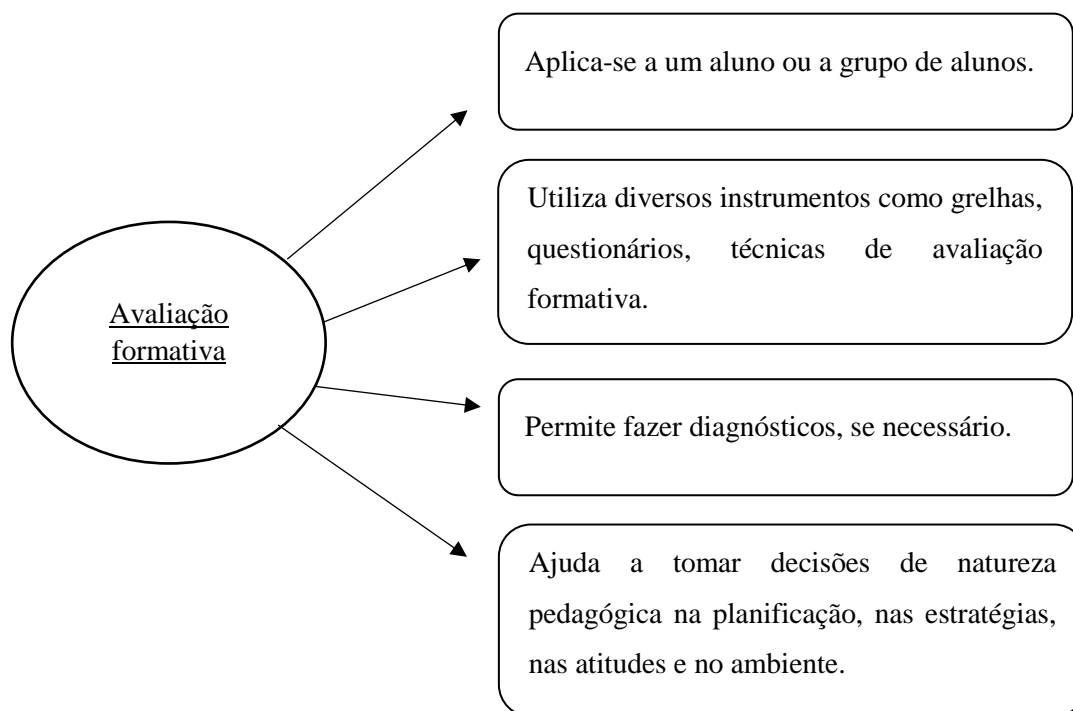 Aplica-se a um aluno ou a grupo de alunos.
Utiliza diversos instrumentos como grelhas,
questionários, técnicas de avaliação
formativa.
Avaliação
formativa
Permite fazer diagnósticos, se necessário.
Ajuda a tomar decisões de natureza
pedagógica na planificação, nas estratégias,
nas atitudes e no ambiente.